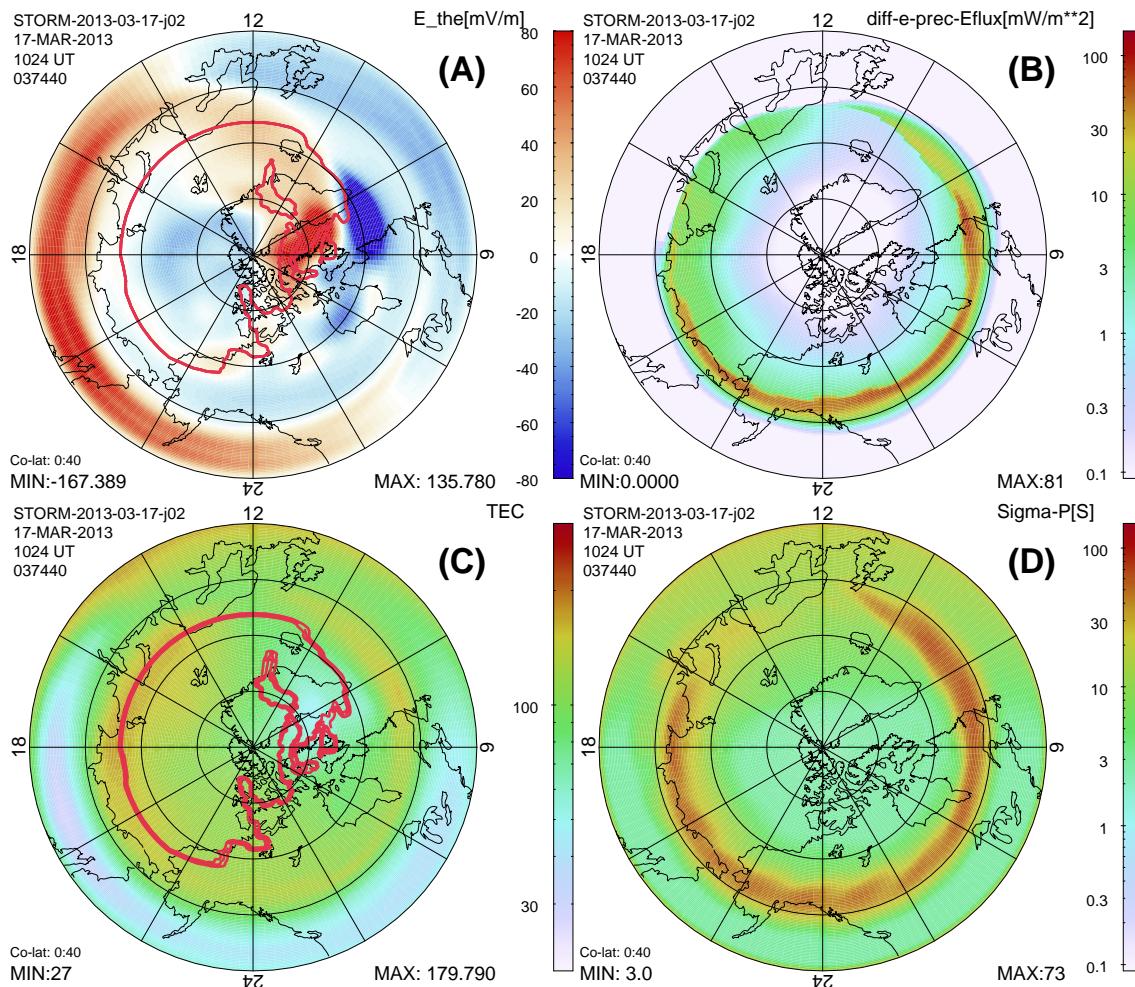 STORM-2013-03-17-j02
17-MAR-2013
1024 UT
037440
12
E_the[mV/m]
(A)
80
60
40
20
0
-20
-40
-60
-80
18
6
24
Co-lat: 0:40
MIN:-167.389
MAX: 135.780
STORM-2013-03-17-j02
17-MAR-2013
1024 UT
037440
12
diff-e-prec-Eflux[mW/m**2]
(B)
100
30
10
3
1
0.3
0.1
18
6
24
Co-lat: 0:40
MIN:0.0000
MAX:81
STORM-2013-03-17-j02
17-MAR-2013
1024 UT
037440
12
TEC
(C)
100
30
18
6
24
Co-lat: 0:40
MIN:27
MAX: 179.790
STORM-2013-03-17-j02
17-MAR-2013
1024 UT
037440
12
Sigma-P[S]
(D)
100
30
10
3
1
0.3
0.1
18
6
24
Co-lat: 0:40
MIN: 3.0
MAX:73